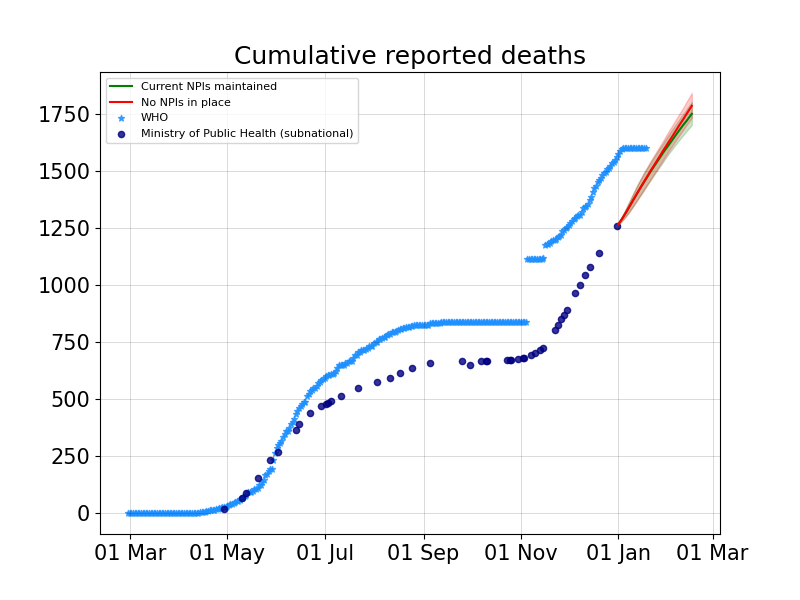 Cumulative reported deaths
Current NPIs maintained
No NPIs in place
WHO
Ministry of Public Health (subnational)
1750
1500
1250
1000
750
500
250
0
01 Mar 01 May 01 Jul 01 Sep 01 Nov 01 Jan 01 Mar